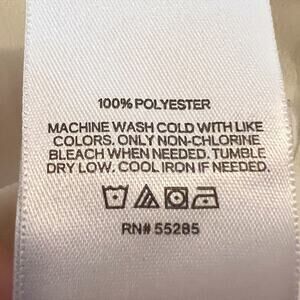 100% POLYESTER
MACHINE WASH COLD WITH LIKE
COLORS. ONLY NON-CHLORINE
BLEACH WHEN NEEDED. TUMBLE
DRY LOW. COOL IRON IF NEEDED.
RN# 55285